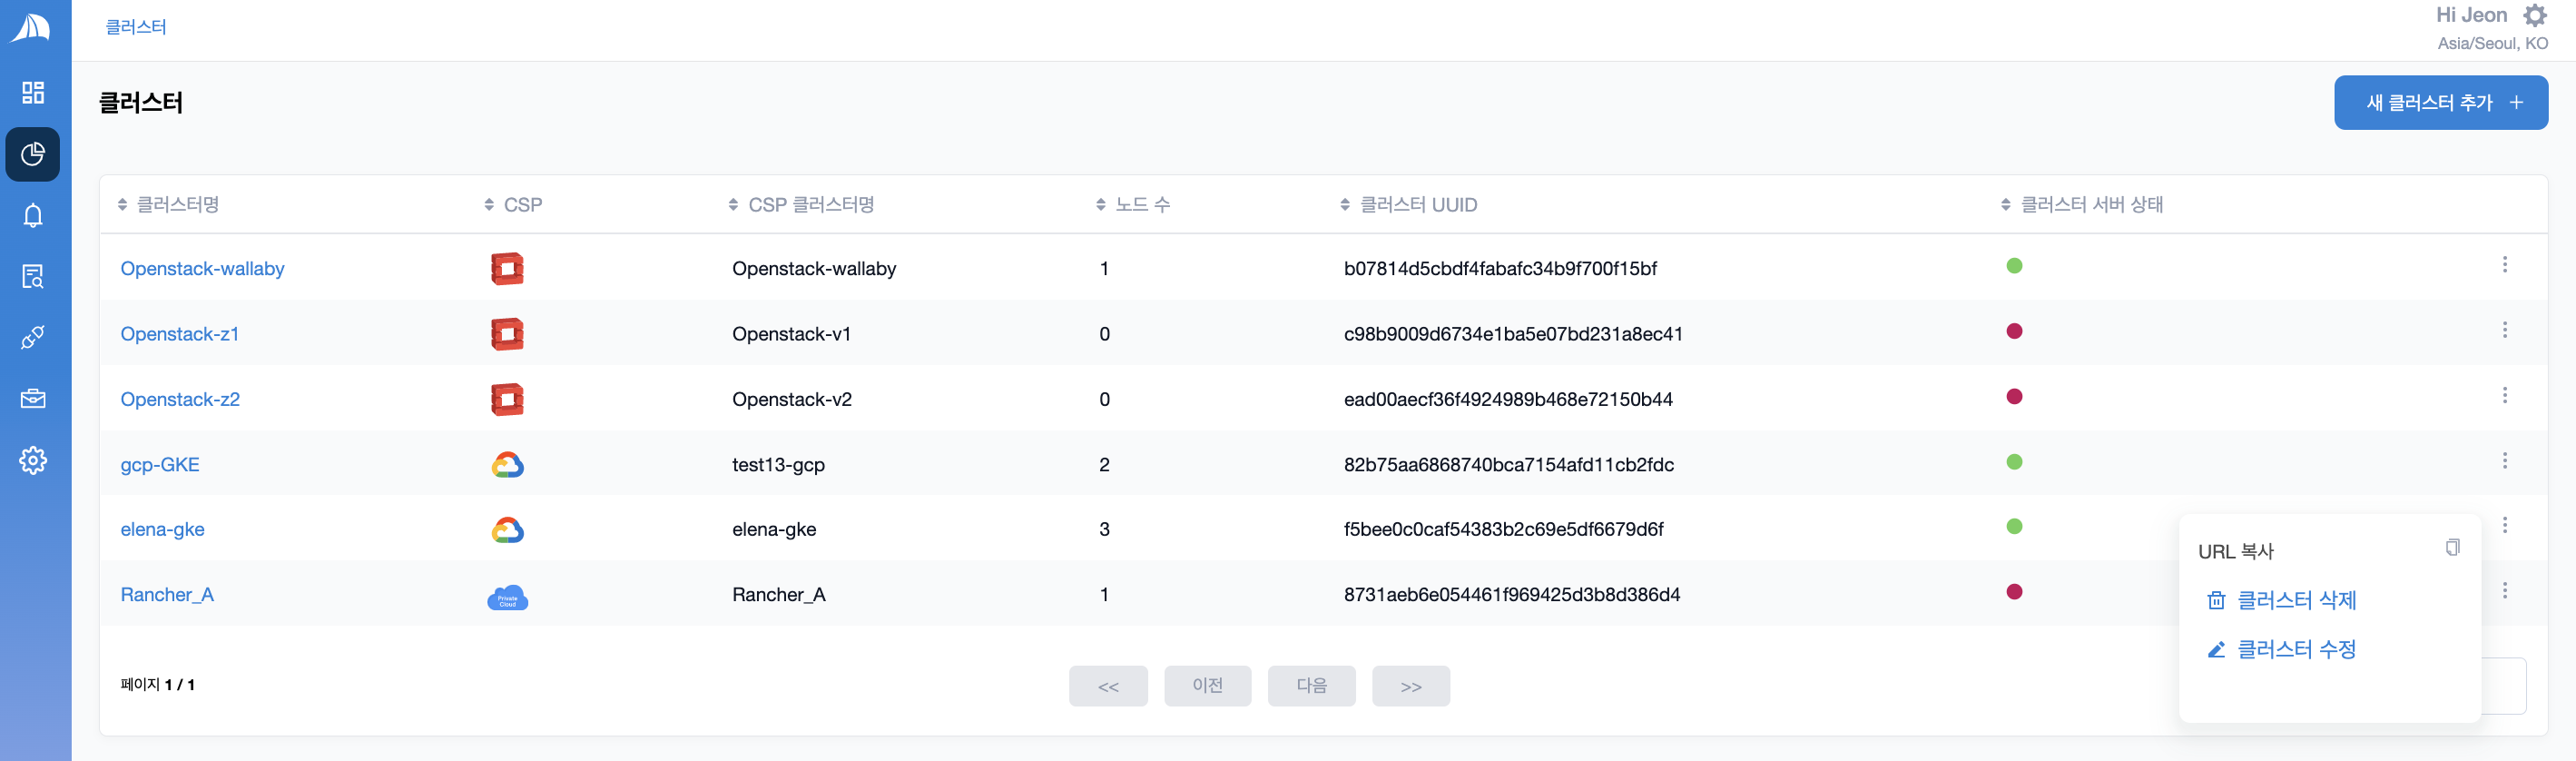 클러스터
Hi Jeon
Asia/Seoul, KO
클러스터
새 클러스터 추가 +
클러스터명 CSP CSP 클러스터명 노드 수 클러스터 UUID 클러스터 서버 상태
Openstack-wallaby Openstack-wallaby 1 b07814d5cbdf4fabafc34b9f700f15bf
Openstack-z1 Openstack-v1 0 c98b9009d6734e1ba5e07bd231a8ec41
Openstack-z2 Openstack-v2 0 ead00aecf36f4924989b468e72150b44
gcp-GKE test13-gcp 2 82b75aa6868740bca7154afd11cb2fdc
elena-gke elena-gke 3 f5bee0c0caf54383b2c69e5df6679d6f
Rancher_A Private Cloud Rancher_A 1 8731aeb6e054461f969425d3b8d386d4
URL 복사
클러스터 삭제
클러스터 수정
페이지 1 / 1 << 이전 다음 >>